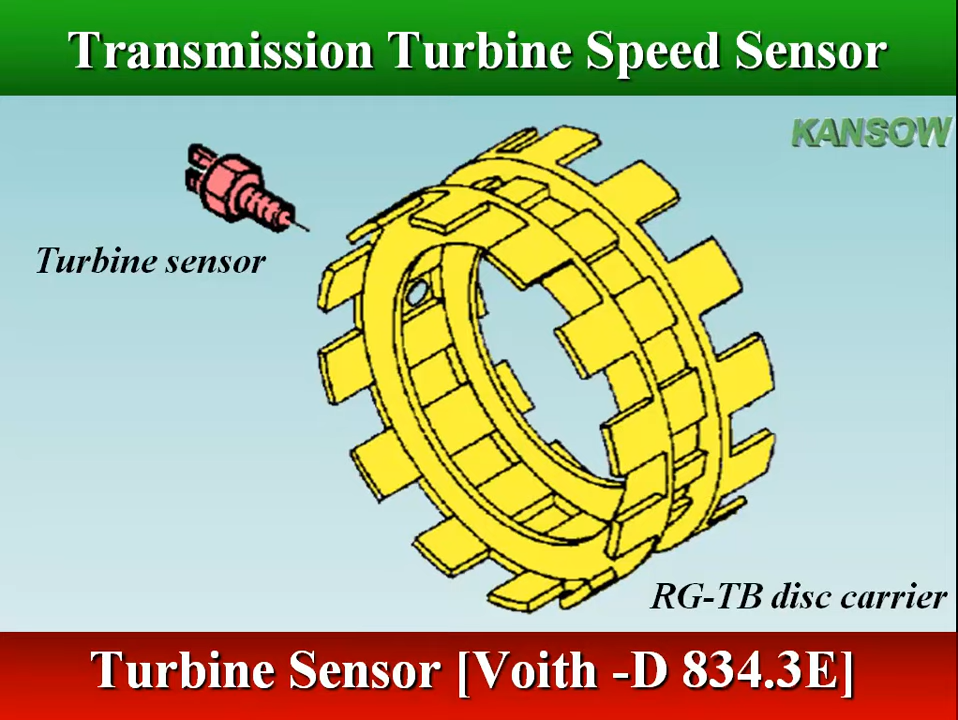 Transmission Turbine Speed Sensor
KANSOW
Turbine sensor
RG-TB disc carrier
Turbine Sensor [Voith -D 834.3E]